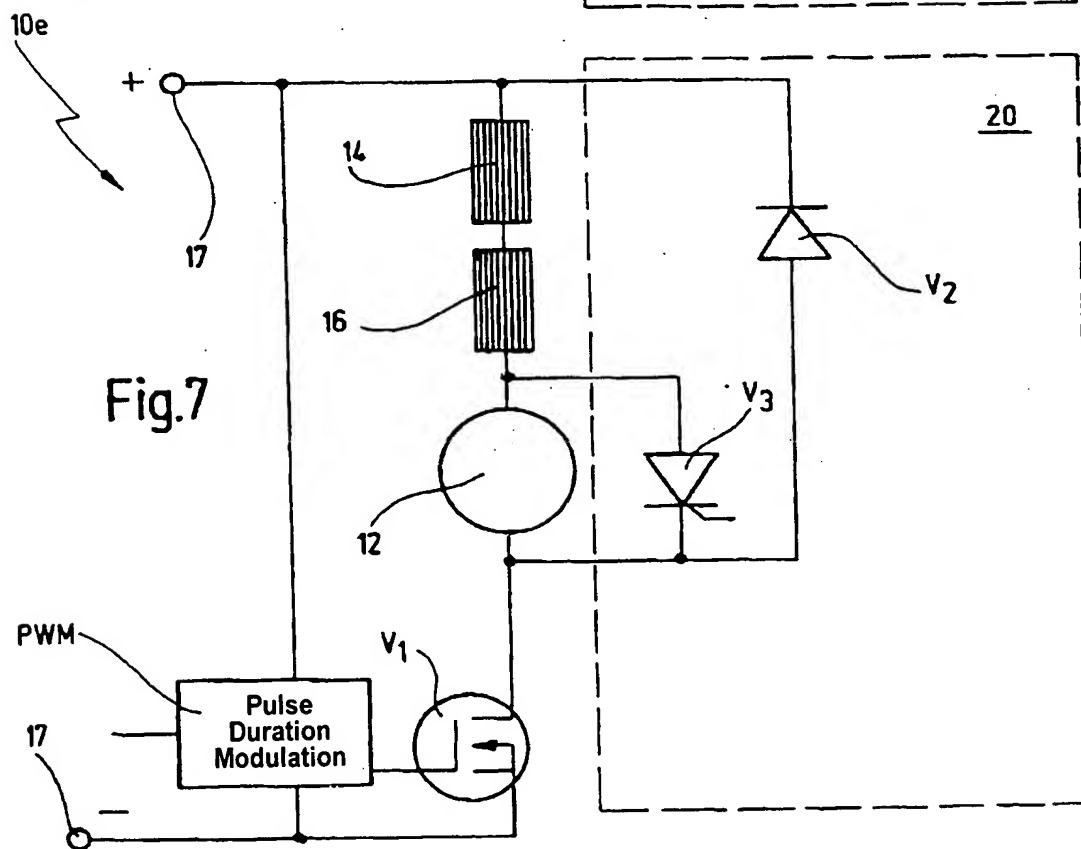 10e
+
20
14
17
V2
16
Fig.7
V3
12
PWM
V1
Pulse
Duration
Modulation
17
−